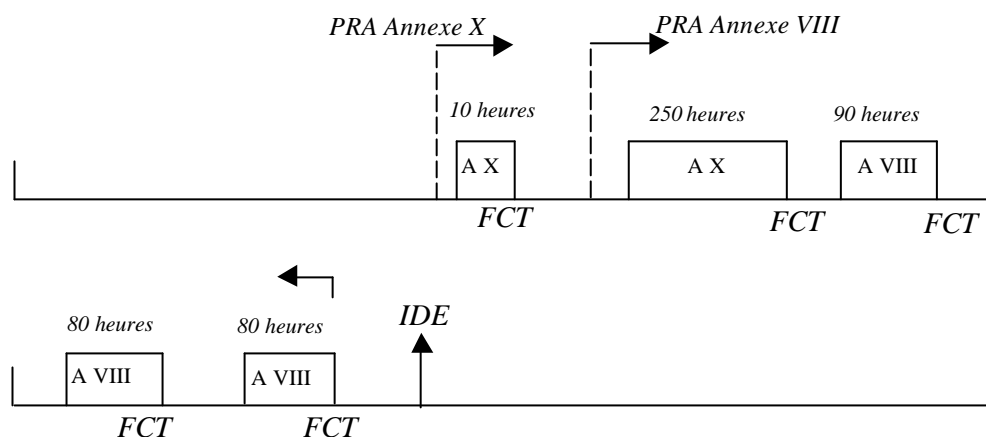 PRA Annexe X
PRA Annexe VIII
10 heures
250 heures
90 heures
A X
A X
A VIII
FCT
FCT
FCT
IDE
80 heures
80 heures
A VIII
A VIII
FCT
FCT